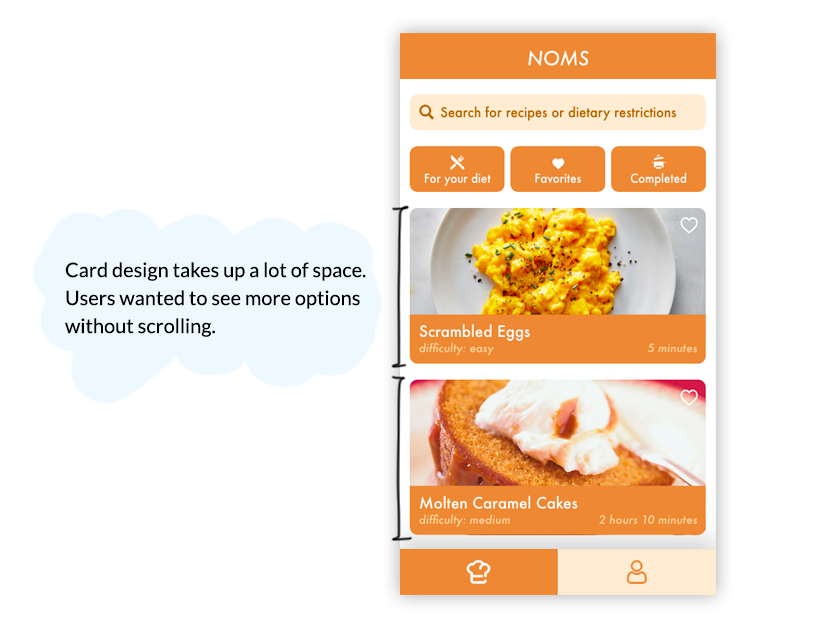 NOMS
Search for recipes or dietary restrictions
For your diet
Favorites
Completed
Card design takes up a lot of space.
Users wanted to see more options
without scrolling.
Scrambled Eggs
difficulty: easy
5 minutes
Molten Caramel Cakes
difficulty: medium
2 hours 10 minutes